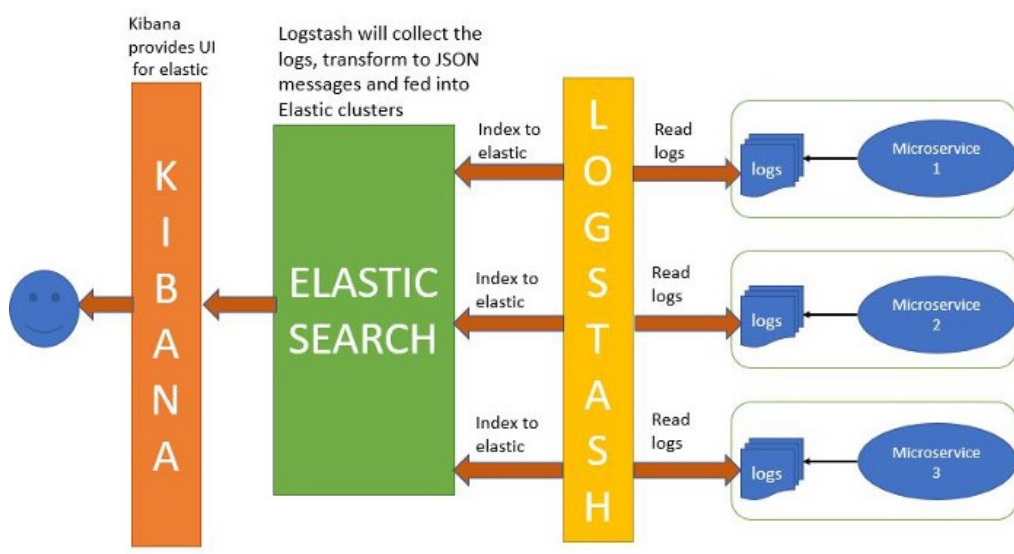 Kibana
provides UI
for elastic
Logstash will collect the
logs, transform to JSON
messages and fed into
Elastic clusters
KIBANA
ELASTIC
SEARCH
LOGSTASH
Index to
elastic
Read
logs
logs
Microservice
1
Index to
elastic
Read
logs
logs
Microservice
2
Index to
elastic
Read
logs
logs
Microservice
3